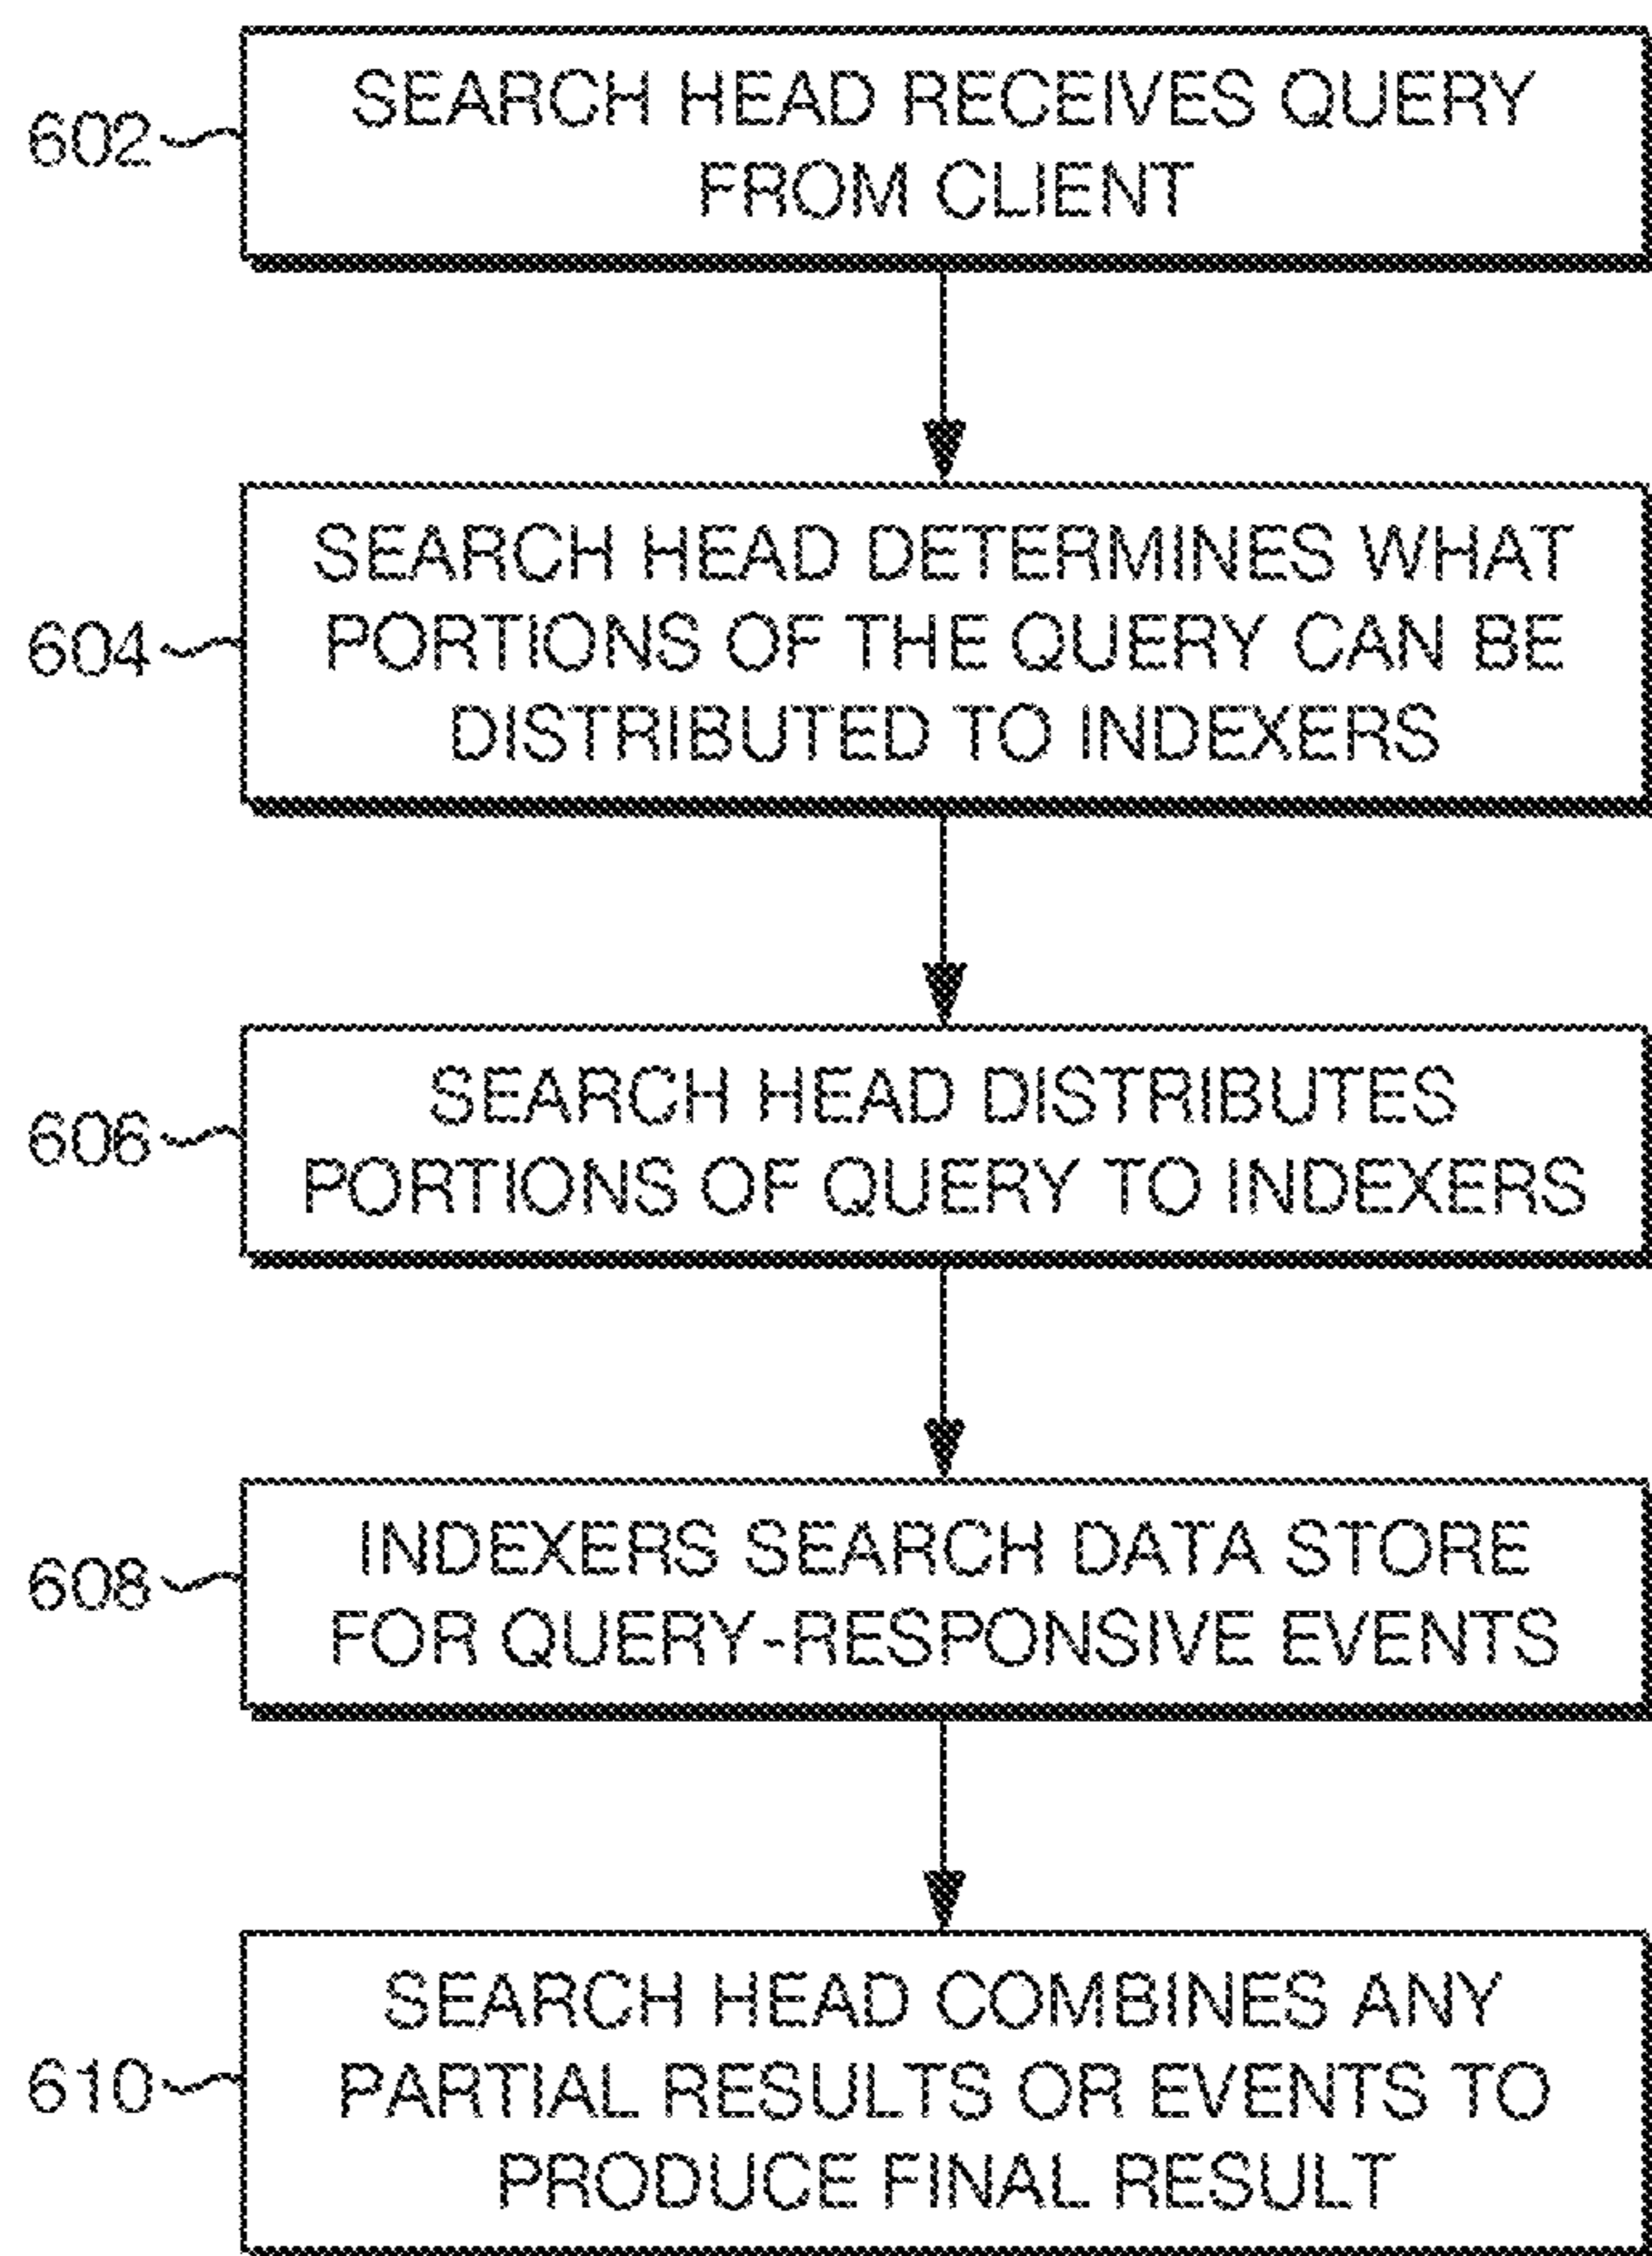 602
SEARCH HEAD RECEIVES QUERY
FROM CLIENT
604
SEARCH HEAD DETERMINES WHAT
PORTIONS OF THE QUERY CAN BE
DISTRIBUTED TO INDEXERS
606
SEARCH HEAD DISTRIBUTES
PORTIONS OF QUERY TO INDEXERS
608
INDEXERS SEARCH DATA STORE
FOR QUERY-RESPONSIVE EVENTS
610
SEARCH HEAD COMBINES ANY
PARTIAL RESULTS OR EVENTS TO
PRODUCE FINAL RESULT